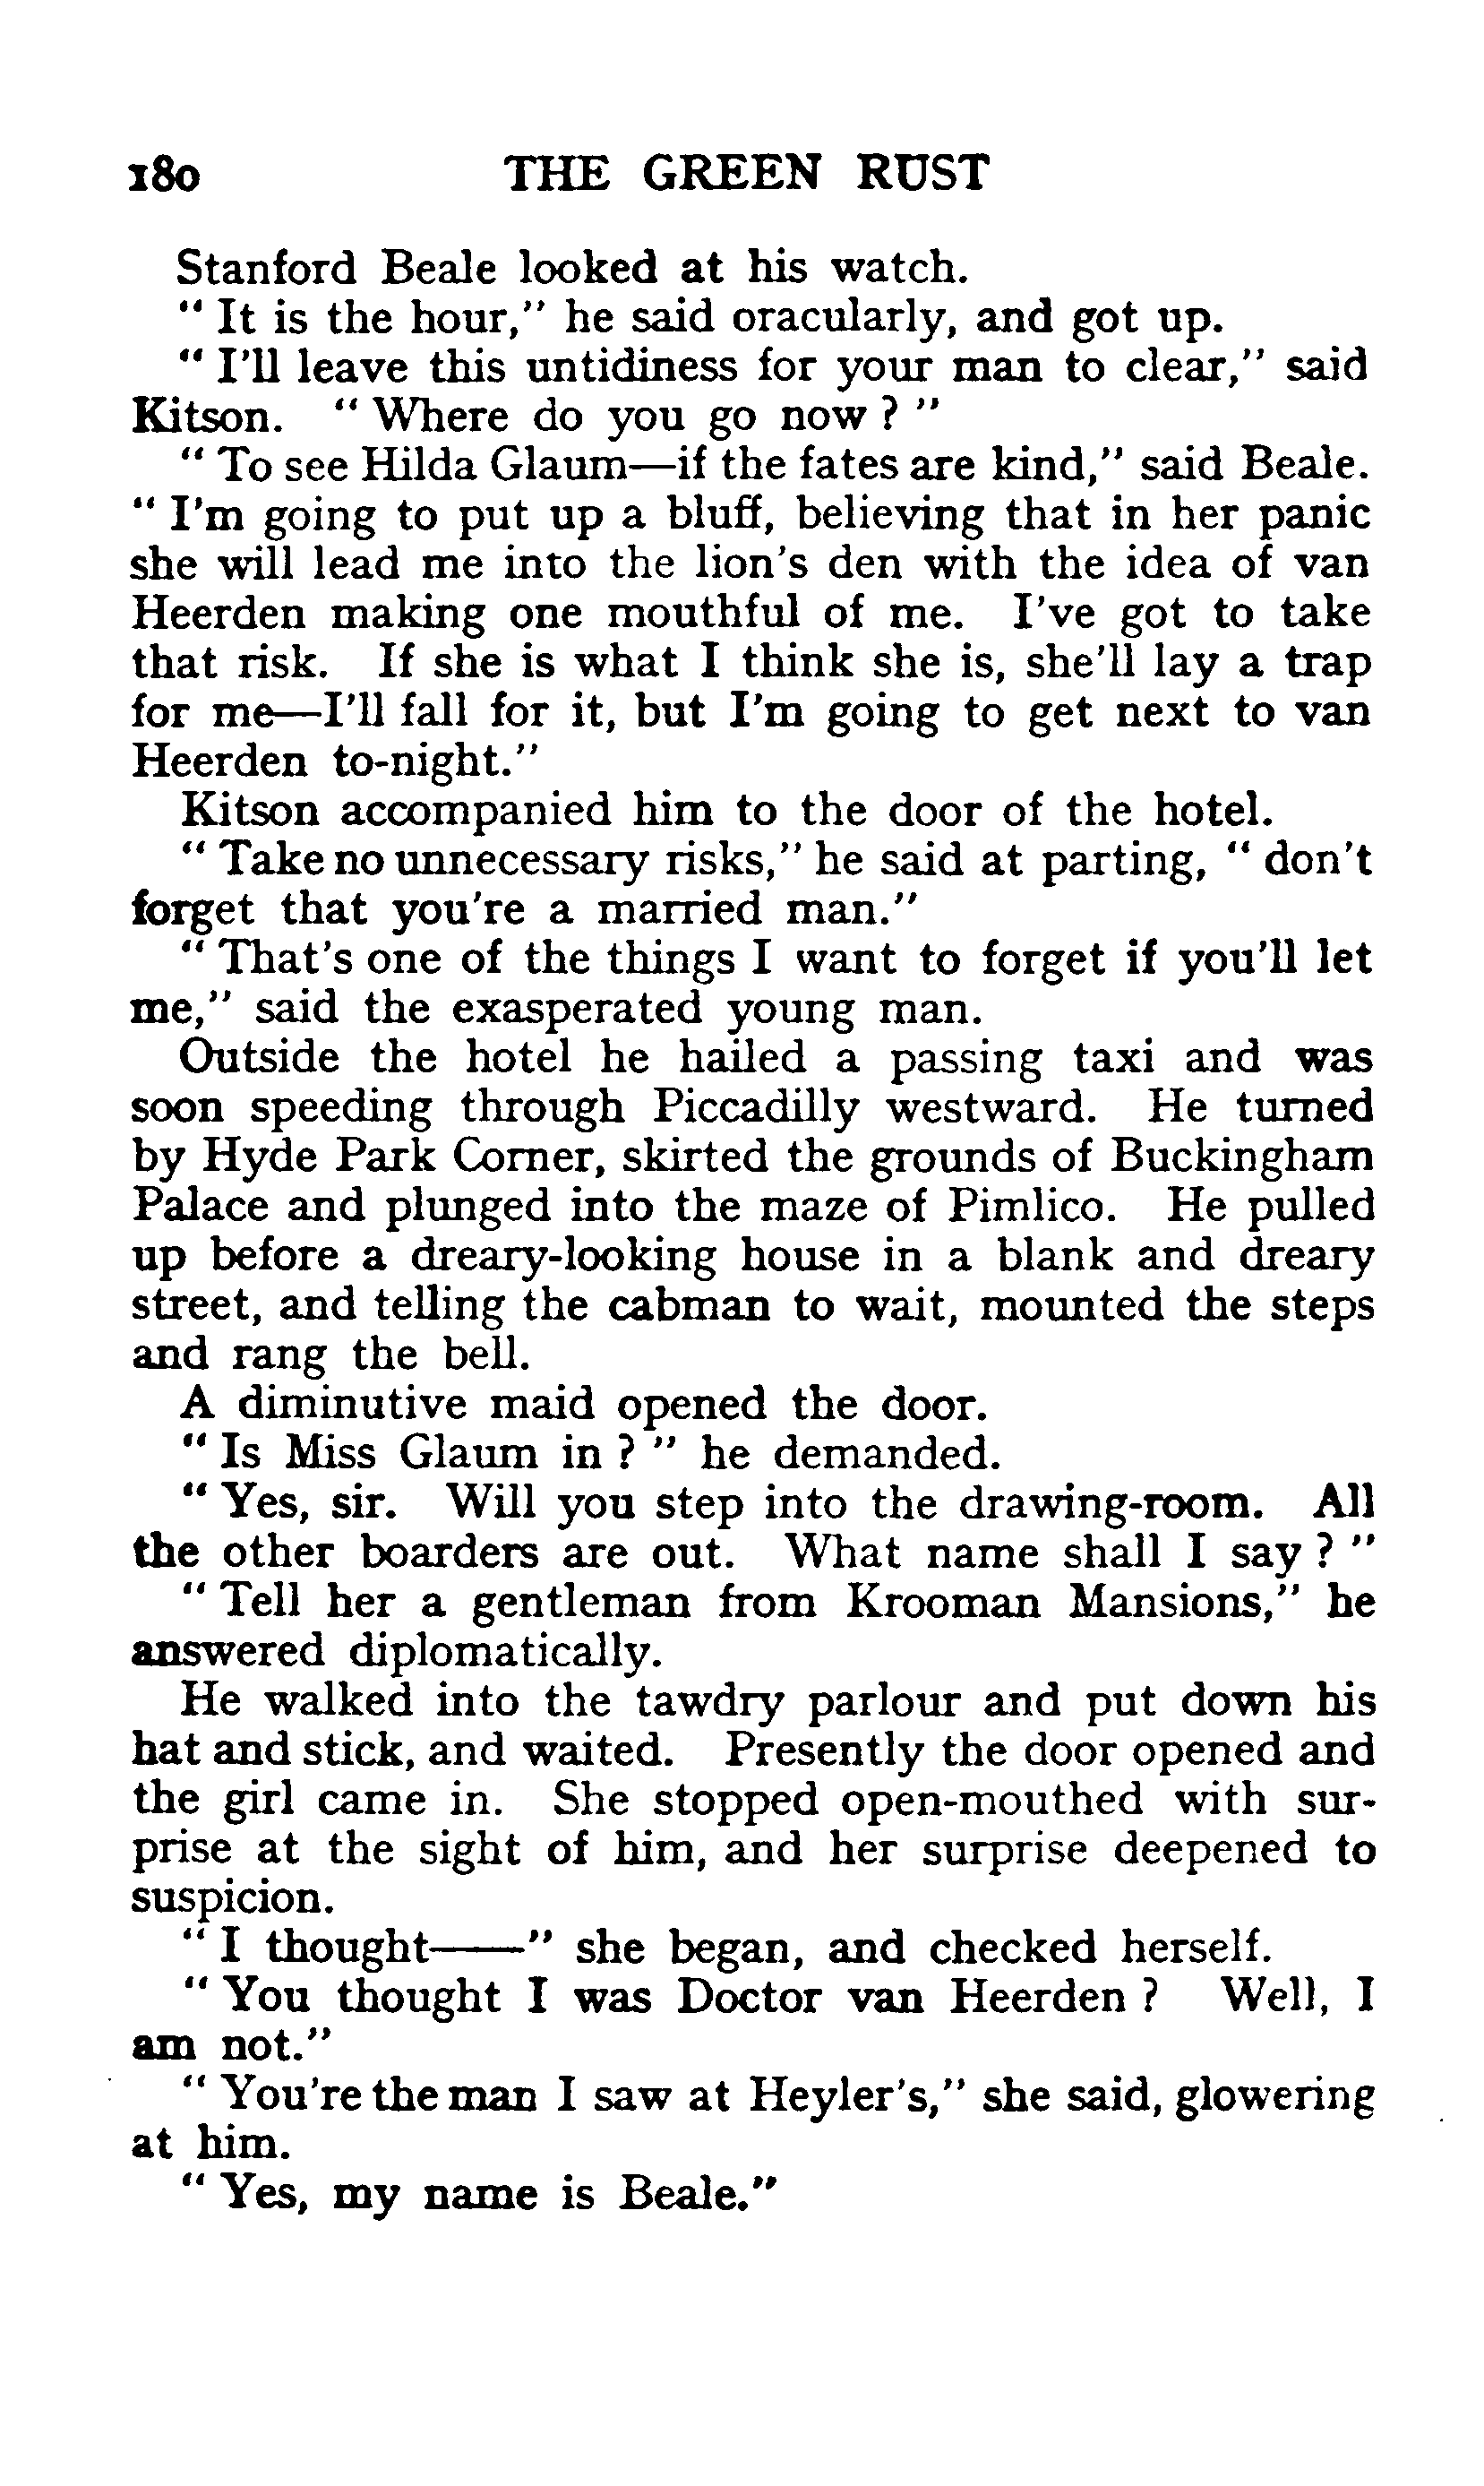 180 THE GREEN RUST
Stanford Beale looked at his watch.
" It is the hour," he said oracularly, and got up.
" I'll leave this untidiness for your man to clear," said
Kitson. " Where do you go now ? "
" To see Hilda Glaum—if the fates are kind," said Beale.
" I'm going to put up a bluff, believing that in her panic
she will lead me into the lion's den with the idea of van
Heerden making one mouthful of me. I've got to take
that risk. If she is what I think she is, she'll lay a trap
for me—I'll fall for it, but I'm going to get next to van
Heerden to-night."
Kitson accompanied him to the door of the hotel.
" Take no unnecessary risks," he said at parting, " don't
forget that you're a married man."
" That's one of the things I want to forget if you'll let
me," said the exasperated young man.
Outside the hotel he hailed a passing taxi and was
soon speeding through Piccadilly westward. He turned
by Hyde Park Corner, skirted the grounds of Buckingham
Palace and plunged into the maze of Pimlico. He pulled
up before a dreary-looking house in a blank and dreary
street, and telling the cabman to wait, mounted the steps
and rang the bell.
A diminutive maid opened the door.
" Is Miss Glaum in ? " he demanded.
" Yes, sir. Will you step into the drawing-room. All
the other boarders are out. What shall I say ? "
" Tell her a gentleman from Krooman Mansions," he
answered diplomatically.
He walked into the tawdry parlour and put down his
hat and stick, and waited. Presently the door opened and
the girl came in. She stopped open-mouthed with sur-
prise at the sight of him, and her surprise deepened to
suspicion.
" I thought——" she began, and checked herself.
" You thought I was Doctor van Heerden ? Well, I
am not."
" You're the man I saw at Heyler's," she said, glowering
at him.
" Yes, my name is Beale."